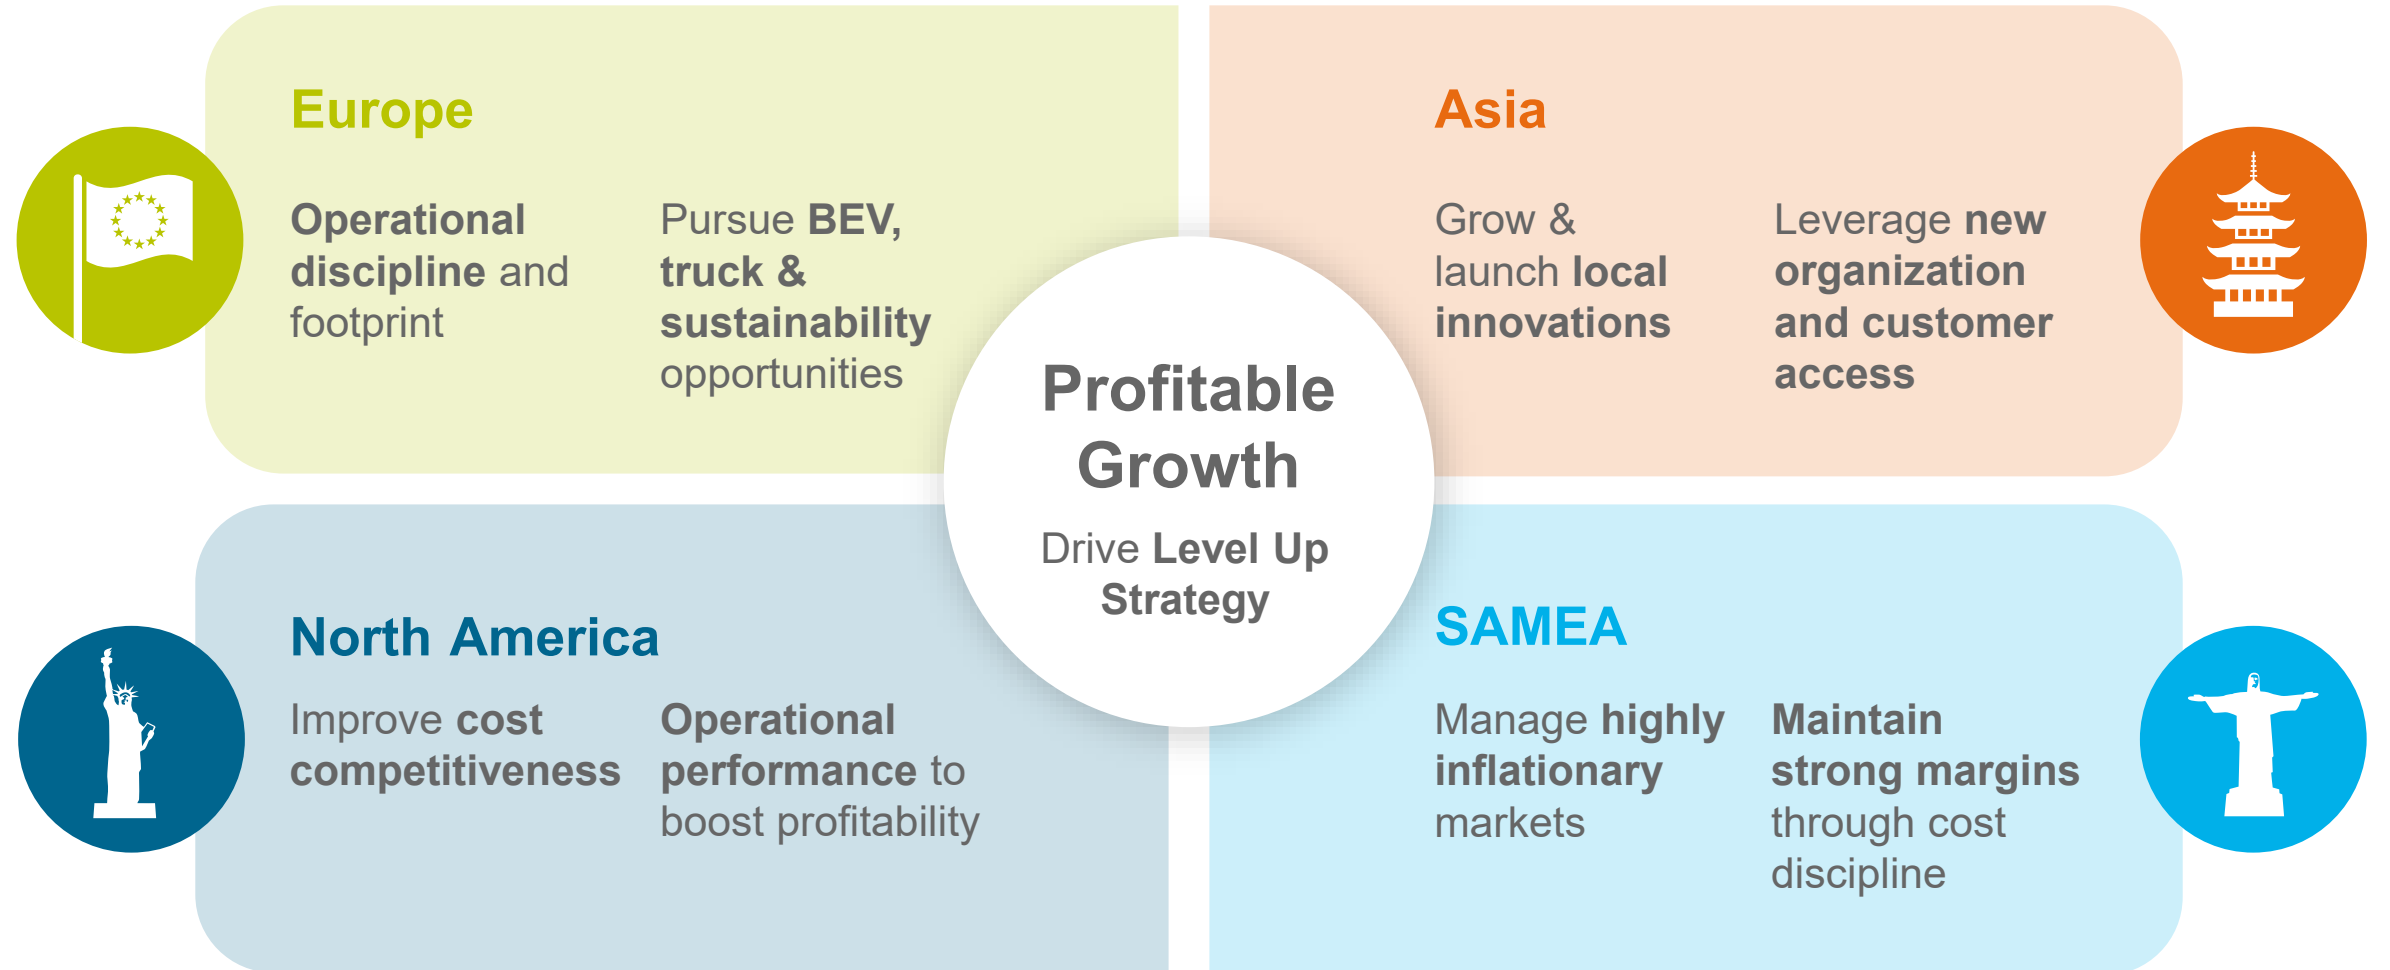 Europe
Operational
discipline and
footprint
Pursue BEV,
truck &
sustainability
opportunities
Asia
Grow &
launch local
innovations
Leverage new
organization
and customer
access
Profitable
Growth
Drive Level Up
Strategy
North America
Improve cost
competitiveness
Operational
performance to
boost profitability
SAMEA
Manage highly
inflationary
markets
Maintain
strong margins
through cost
discipline